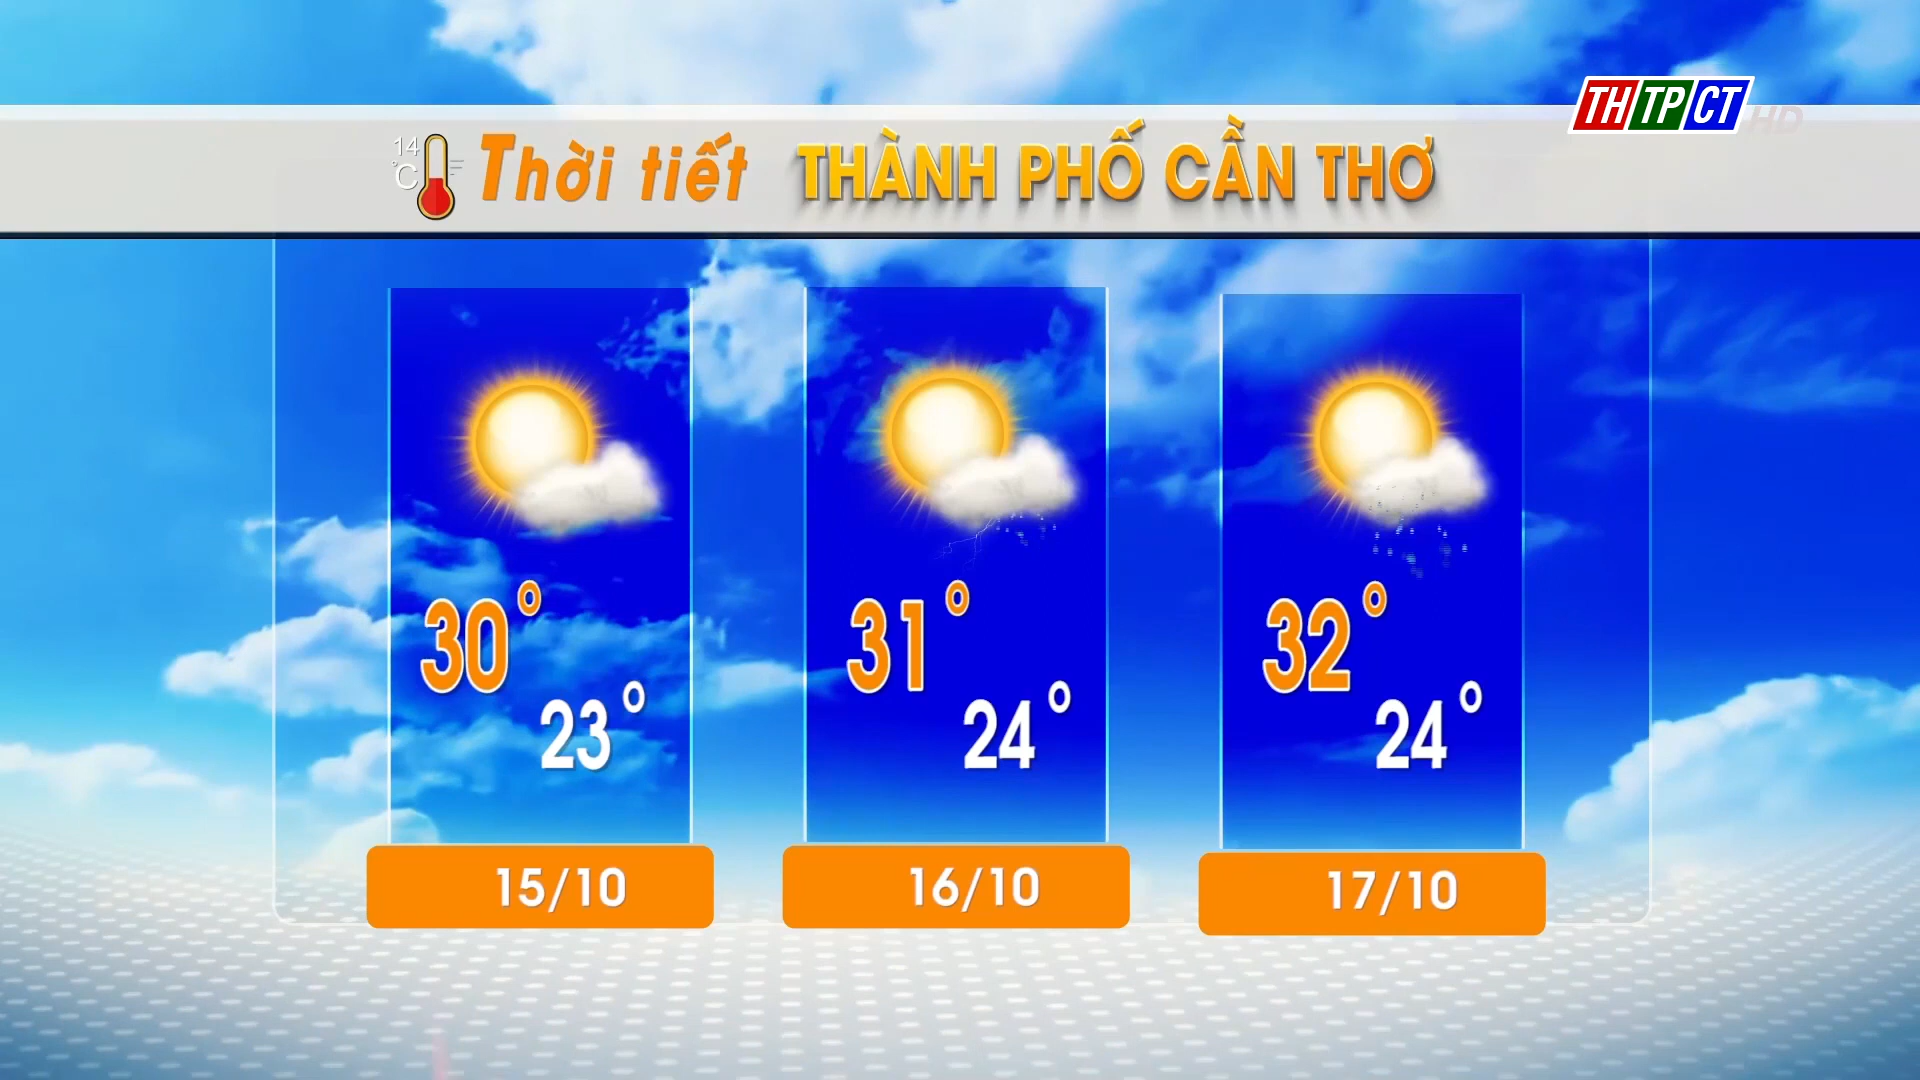 THTPCT HD
14
°C
Thời tiết THÀNH PHỐ CẦN THƠ
30° 31° 32°
23° 24° 24°
15/10 16/10 17/10